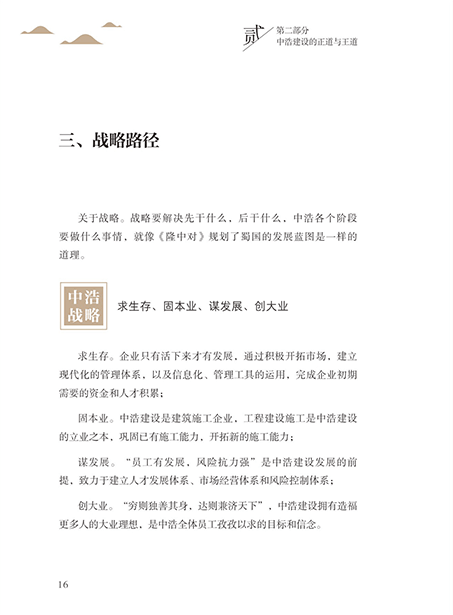 贰
第二部分
中浩建设的正道与王道
三、战略路径
关于战略。战略要解决先干什么，后干什么，中浩各个阶段
要做什么事情，就像《隆中对》规划了蜀国的发展蓝图是一样的
道理。
中浩
战略
求生存、固本业、谋发展、创大业
求生存。企业只有活下来才有发展，通过积极开拓市场，建立
现代化的管理体系，以及信息化、管理工具的运用，完成企业初期
需要的资金和人才积累；
固本业。中浩建设是建筑施工企业，工程建设施工是中浩建设
的立业之本，巩固已有施工能力，开拓新的施工能力；
谋发展。“员工有发展，风险抗力强”是中浩建设发展的前
提，致力于建立人才发展体系、市场经营体系和风险控制体系；
创大业。“穷则独善其身，达则兼济天下”，中浩建设拥有造福
更多人的大业理想，是中浩全体员工孜孜以求的目标和信念。
16